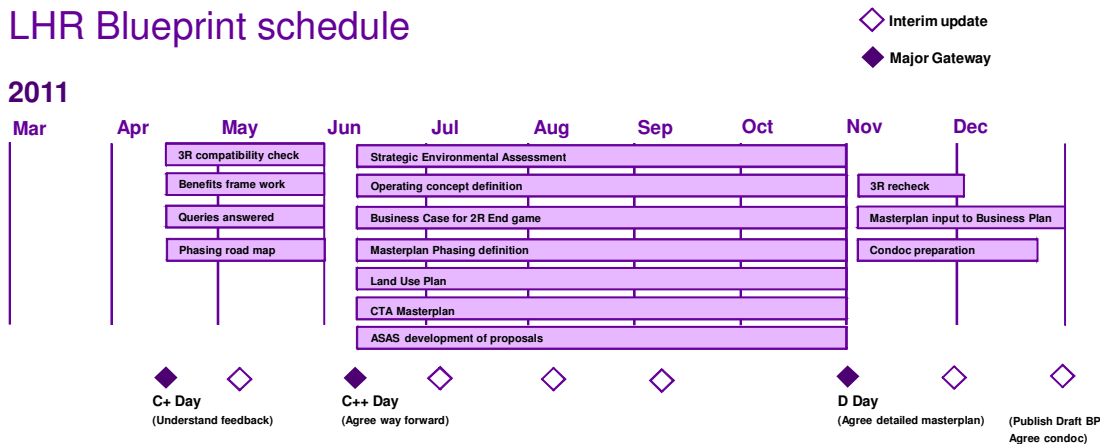 LHR Blueprint schedule
Interim update
Major Gateway
2011
Mar Apr May Jun Jul Aug Sep Oct Nov Dec
3R compatibility check
Benefits frame work
Queries answered
Phasing road map
Strategic Environmental Assessment
Operating concept definition
Business Case for 2R End game
Masterplan Phasing definition
Land Use Plan
CTA Masterplan
ASAS development of proposals
3R recheck
Masterplan input to Business Plan
Condoc preparation
C+ Day
(Understand feedback)
C++ Day
(Agree way forward)
D Day
(Agree detailed masterplan)
(Publish Draft BP
Agree condoc)